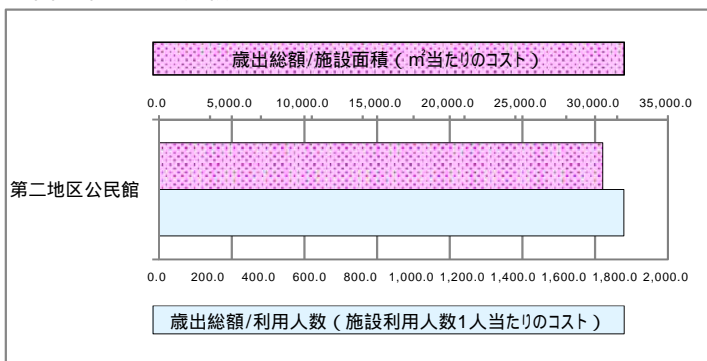 歳出総額/施設面積(㎡当たりのコスト)
0.0 5,000.0 10,000.0 15,000.0 20,000.0 25,000.0 30,000.0 35,000.0
第二地区公民館
0.0 200.0 400.0 600.0 800.0 1,000.0 1,200.0 1,400.0 1,600.0 1,800.0 2,000.0
歳出総額/利用人数(施設利用人数1人当たりのコスト)